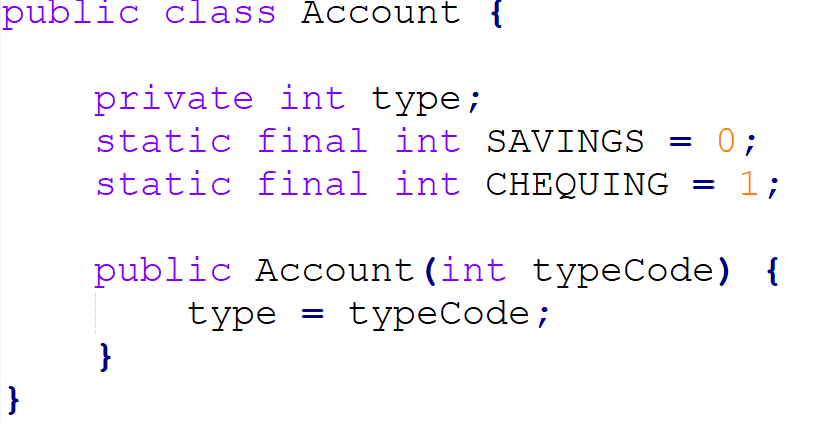 public class Account {
private int type;
static final int SAVINGS = 0;
static final int CHEQUING = 1;
public Account(int typeCode) {
type = typeCode;
}
}